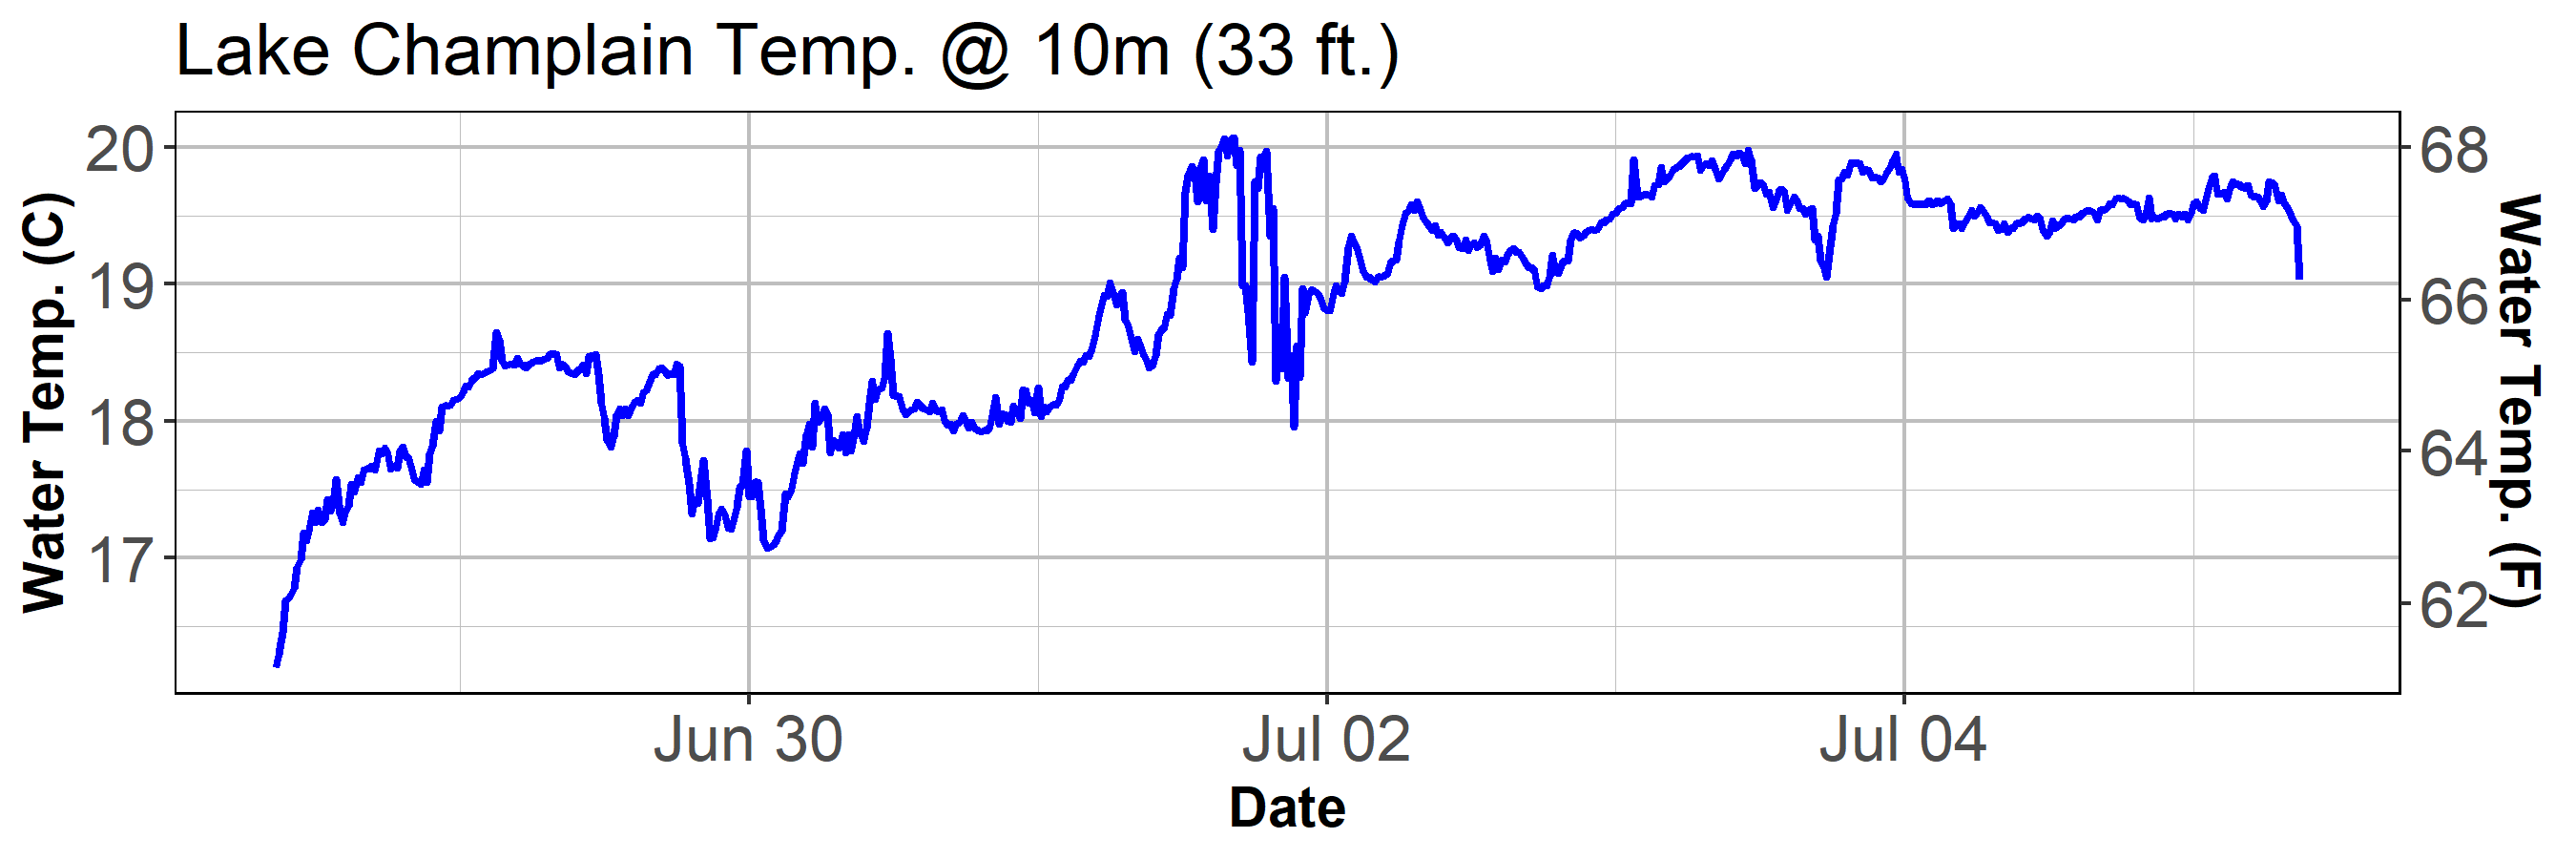 Lake Champlain Temp. @ 10m (33 ft.)
Water Temp. (C)
20
19
18
17
68
66
64
62
Water Temp. (F)
Jun 30
Jul 02
Jul 04
Date